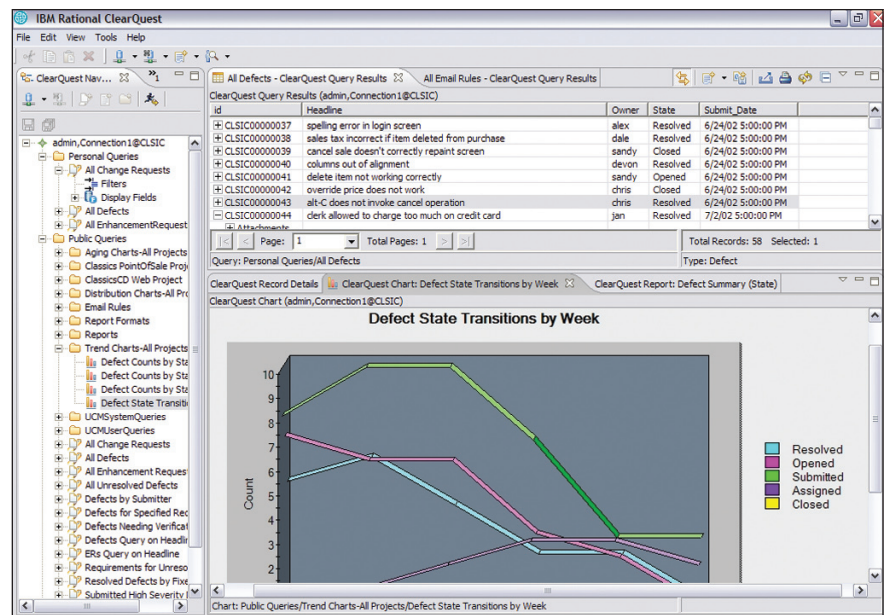 IBM Rational ClearQuest
File Edit View Tools Help
ClearQuest Nav...
admin,Connection1@CLSIC
Personal Queries
All Change Requests
Filters
Display Fields
All Defects
All EnhancementRequest
Public Queries
Aging Charts-All Projects
Classics PointOfSale Proj
ClassicsCD Web Project
Distribution Charts-All Pro
Email Rules
Report Formats
Reports
Trend Charts-All Projects
Defect Counts by Sta
Defect Counts by Sta
Defect Counts by Sta
Defect State Transiti
UCMSystemQueries
UCMUserQueries
All Change Requests
All Defects
All Enhancement Reques
All Unresolved Defects
Defects by Submitter
Defects for Specified Rec
Defects Needing Verificat
Defects Query on Headlin
ERs Query on Headline
Requirements for Unreso
Resolved Defects by Fixe
Submitted High Severity
All Defects - ClearQuest Query Results All Email Rules - ClearQuest Query Results
ClearQuest Query Results (admin,Connection1@CLSIC)
id Headline Owner State Submit_Date
CLSIC00000037 spelling error in login screen alex Resolved 6/24/02 5:00:00 PM
CLSIC00000038 sales tax incorrect if item deleted from purchase dale Resolved 6/24/02 5:00:00 PM
CLSIC00000039 cancel sale doesn't correctly repaint screen sandy Closed 6/24/02 5:00:00 PM
CLSIC00000040 columns out of alignment devon Resolved 6/24/02 5:00:00 PM
CLSIC00000041 delete item not working correctly sandy Opened 6/24/02 5:00:00 PM
CLSIC00000042 override price does not work chris Closed 6/24/02 5:00:00 PM
CLSIC00000043 alt-C does not invoke cancel operation chris Resolved 6/24/02 5:00:00 PM
CLSIC00000044 clerk allowed to charge too much on credit card jan Resolved 7/2/02 5:00:00 PM
Attachments
Page: 1 Total Pages: 1 Total Records: 58 Selected: 1
Query: Personal Queries/All Defects Type: Defect
ClearQuest Record Details ClearQuest Chart: Defect State Transitions by Week ClearQuest Report: Defect Summary (State)
ClearQuest Chart (admin,Connection1@CLSIC)
Defect State Transitions by Week
10
9
8
7
6
5
4
3
2
Count
Resolved
Opened
Submitted
Assigned
Closed
Chart: Public Queries/Trend Charts-All Projects/Defect State Transitions by Week